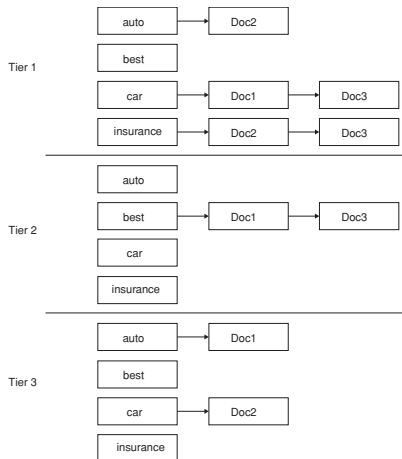 auto Doc2
best
Tier 1
car Doc1 Doc3
insurance Doc2 Doc3
auto
best Doc1 Doc3
Tier 2
car
insurance
auto Doc1
best
Tier 3
car Doc2
insurance